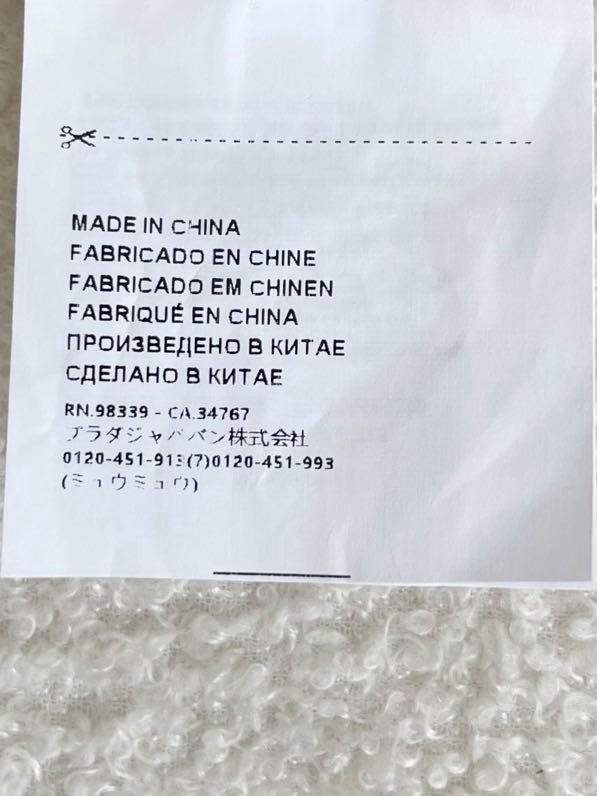 MADE IN CHINA
FABRICADO EN CHINE
FABRICADO EM CHINEN
FABRIQUÉ EN CHINA
ПРОИЗВЕДЕНО В КИТАЕ
СДЕЛАНО В КИТАЕ
RN.98339 - CA.34767
プラダジャパバン株式会社
0120-451-913(7)0120-451-993
(ミュウミュウ)